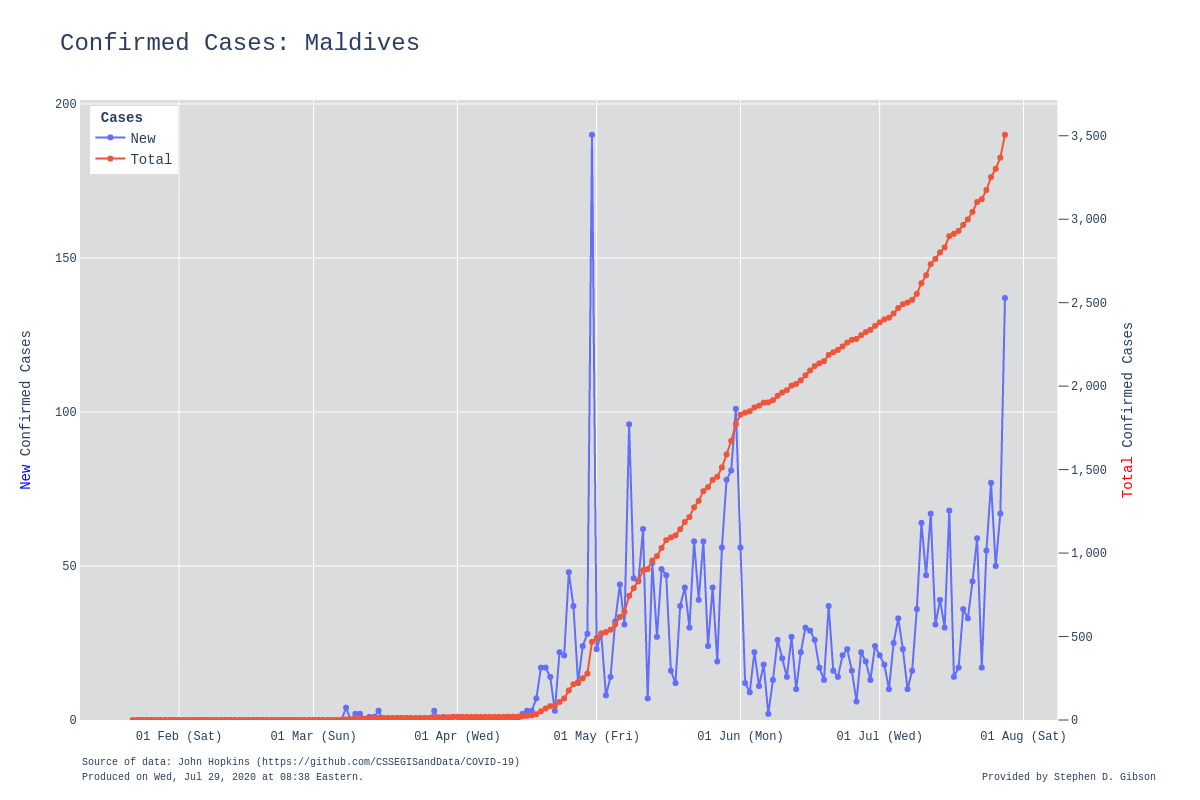 Confirmed Cases: Maldives
Cases
New
Total
200
150
100
50
0
3,500
3,000
2,500
2,000
1,500
1,000
500
0
New Confirmed Cases
Total Confirmed Cases
01 Feb (Sat)
01 Mar (Sun)
01 Apr (Wed)
01 May (Fri)
01 Jun (Mon)
01 Jul (Wed)
01 Aug (Sat)
Source of data: John Hopkins (https://github.com/CSSEGISandData/COVID-19)
Produced on Wed, Jul 29, 2020 at 08:38 Eastern.
Provided by Stephen D. Gibson